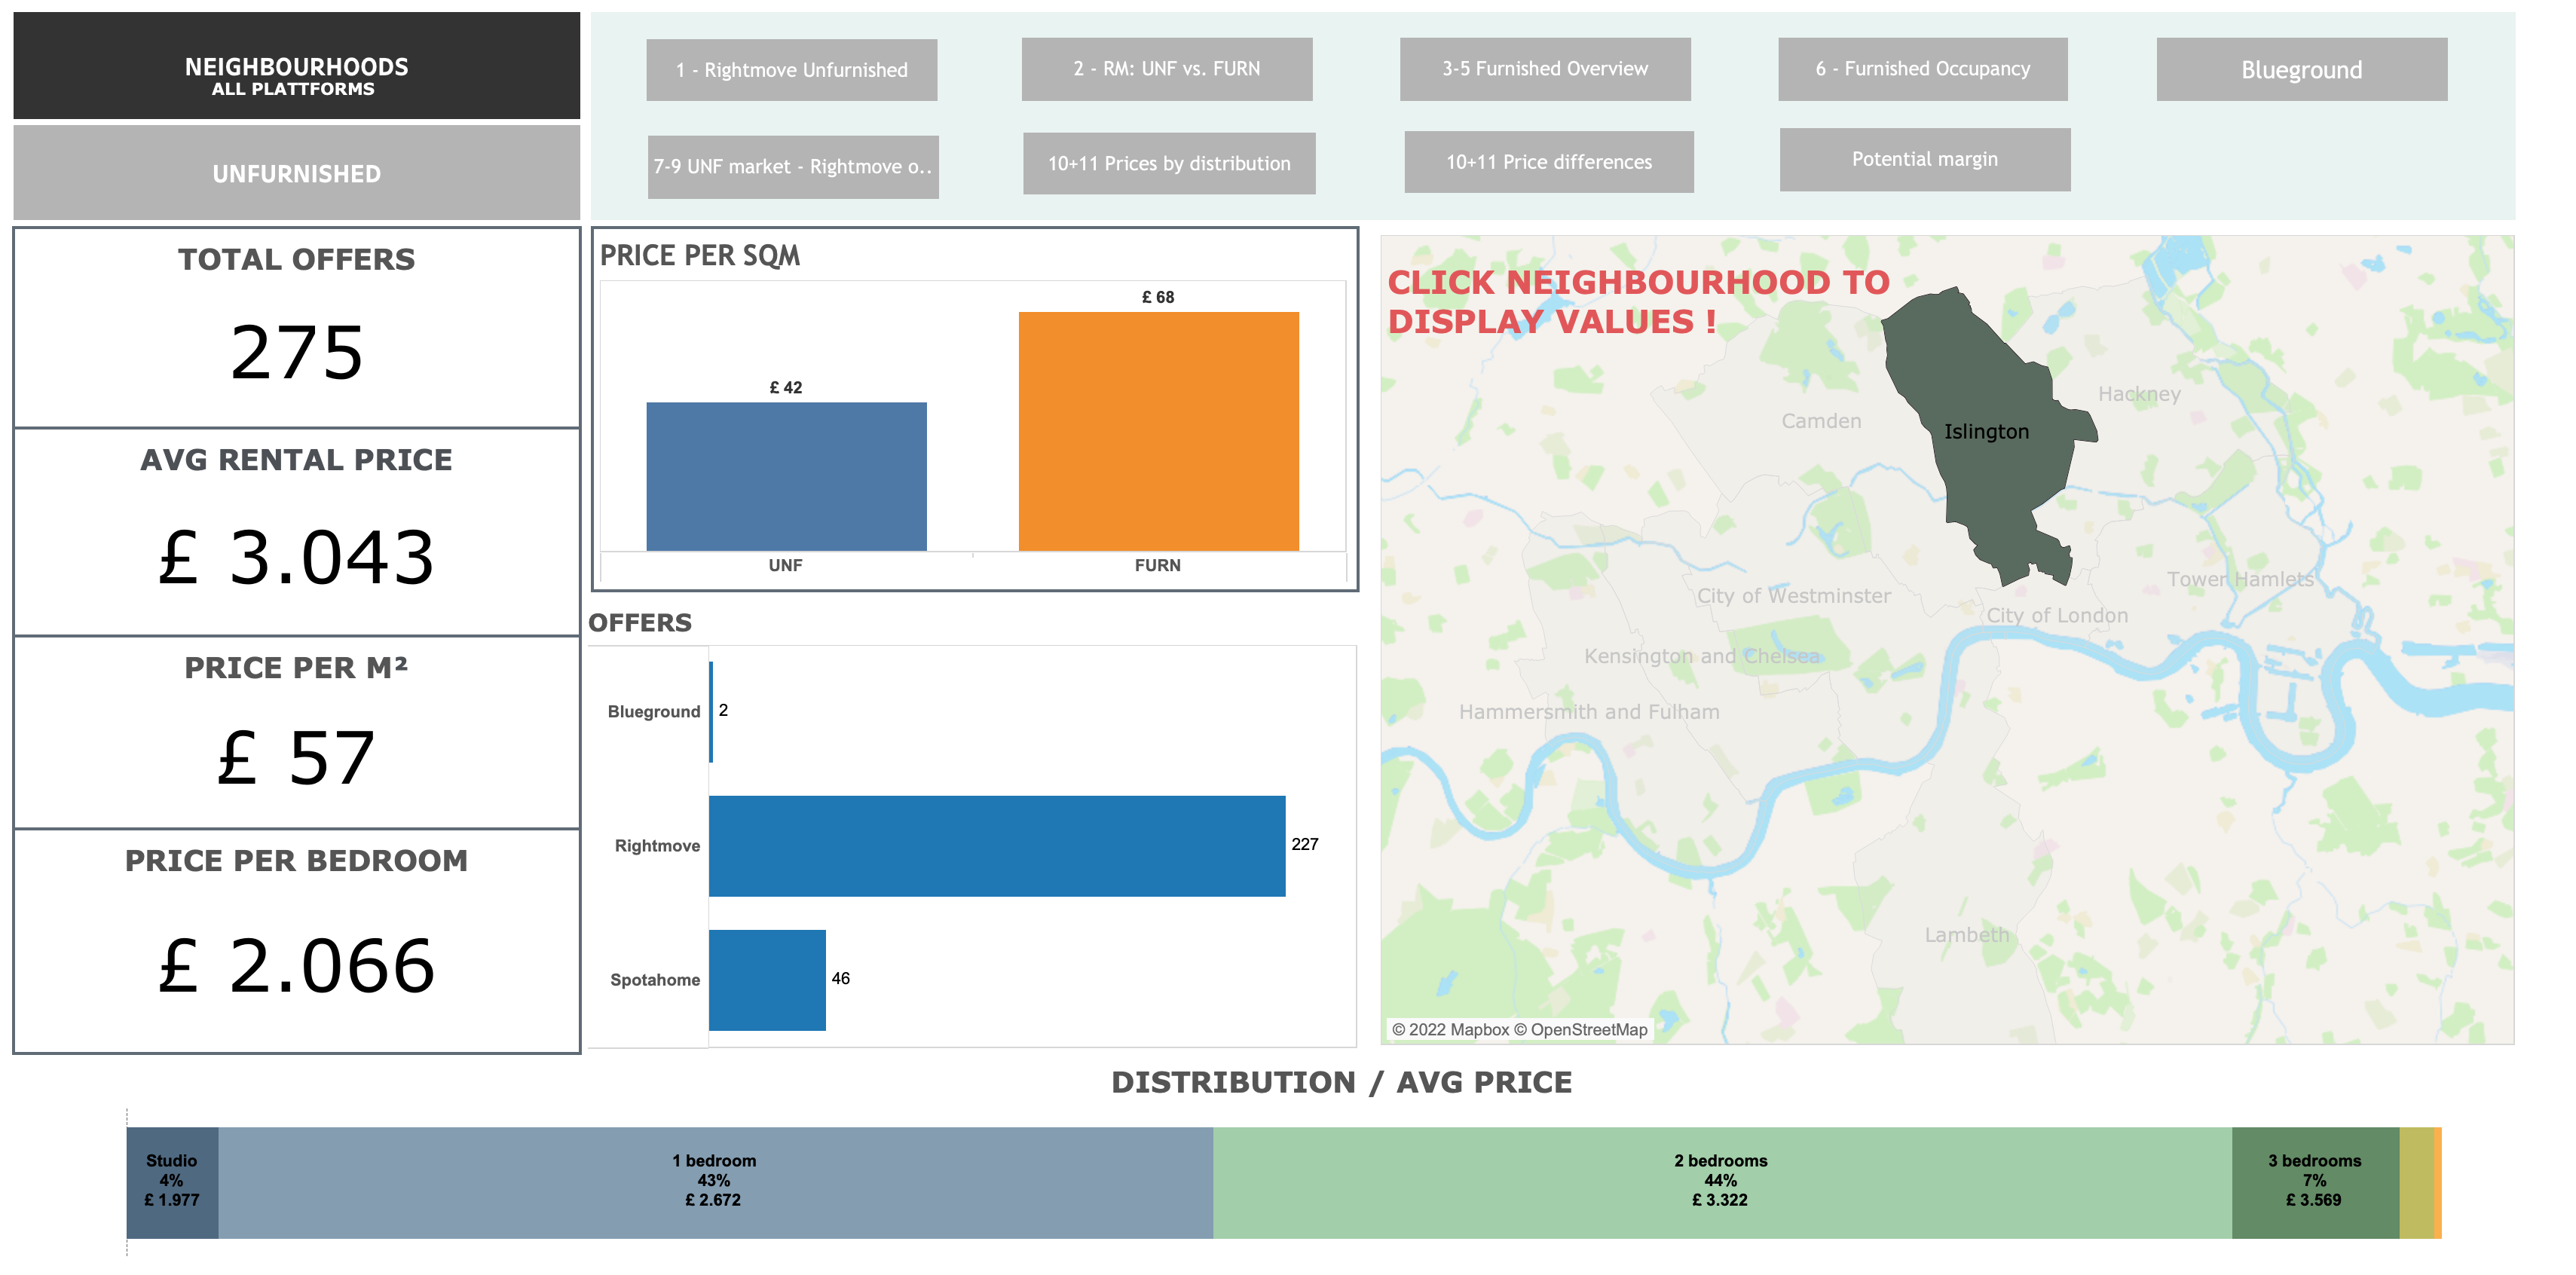 NEIGHBOURHOODS
ALL PLATTFORMS
UNFURNISHED
1 - Rightmove Unfurnished
2 - RM: UNF vs. FURN
3-5 Furnished Overview
6 - Furnished Occupancy
Blueground
7-9 UNF market - Rightmove o..
10+11 Prices by distribution
10+11 Price differences
Potential margin
TOTAL OFFERS
275
AVG RENTAL PRICE
£ 3.043
PRICE PER M²
£ 57
PRICE PER BEDROOM
£ 2.066
PRICE PER SQM
£ 42
£ 68
UNF
FURN
OFFERS
Blueground
2
Rightmove
227
Spotahome
46
CLICK NEIGHBOURHOOD TO
DISPLAY VALUES !
Hackney
Camden
Islington
Tower Hamlets
City of Westminster
City of London
Kensington and Chelsea
Hammersmith and Fulham
Lambeth
© 2022 Mapbox © OpenStreetMap
DISTRIBUTION / AVG PRICE
Studio
4%
£ 1.977
1 bedroom
43%
£ 2.672
2 bedrooms
44%
£ 3.322
3 bedrooms
7%
£ 3.569